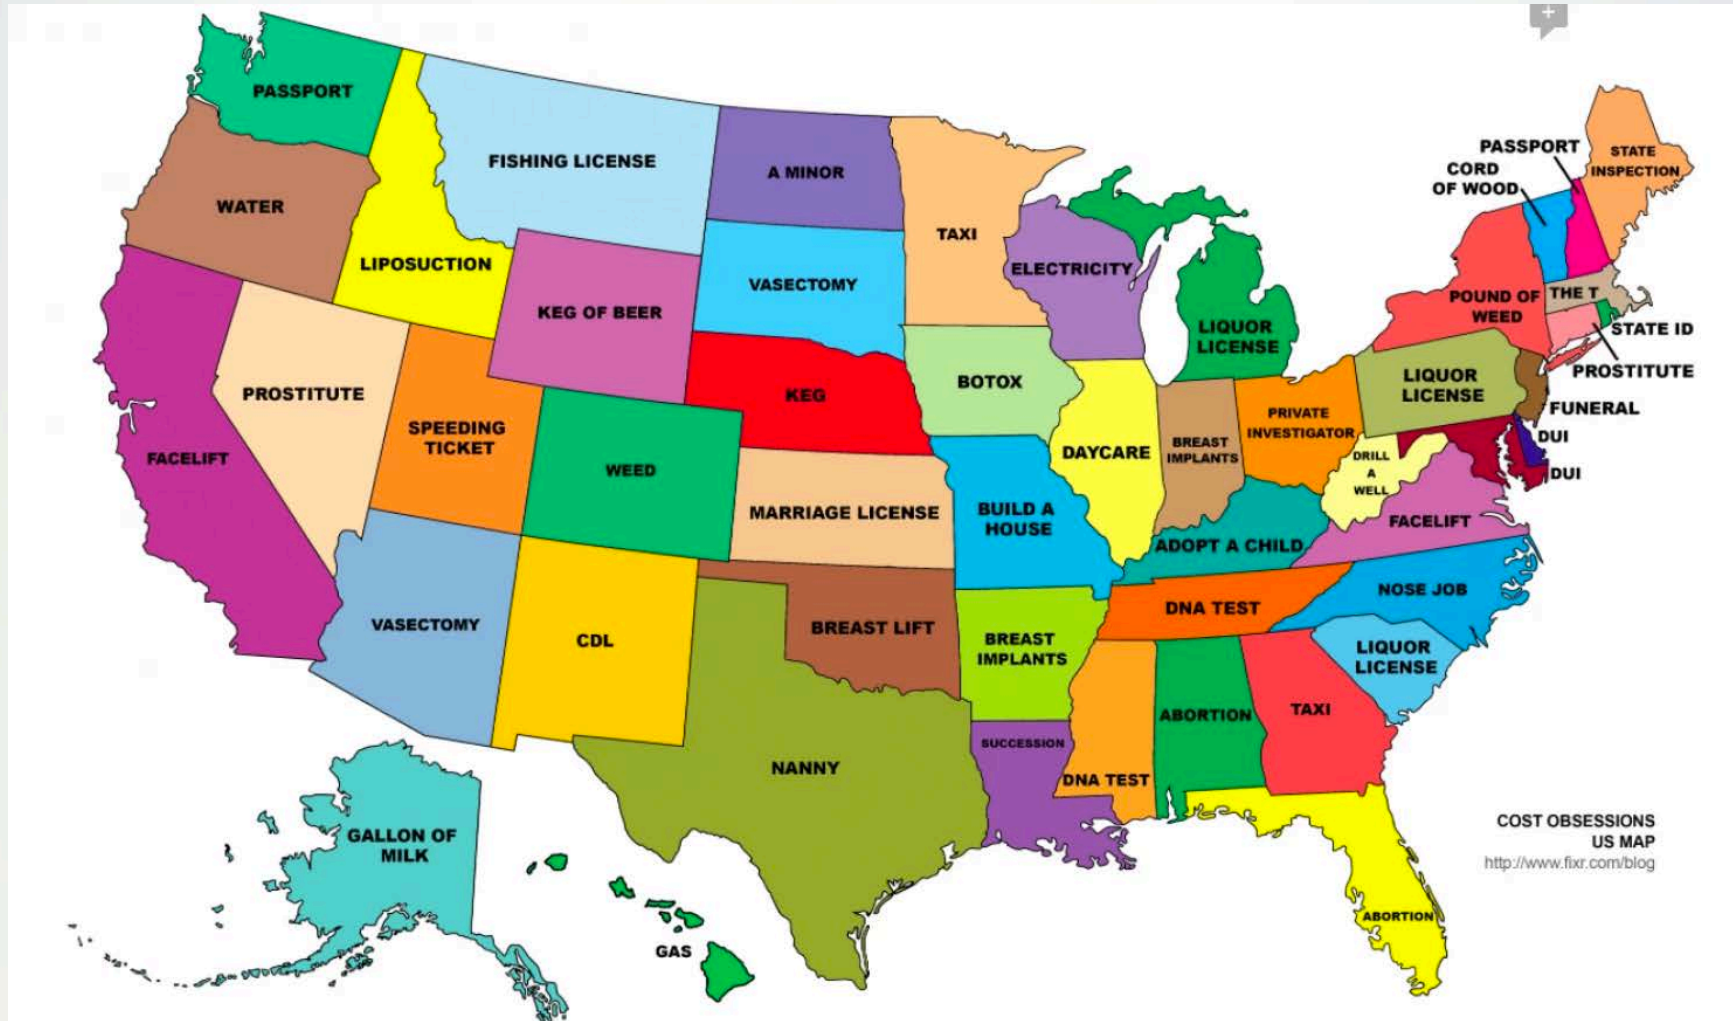 PASSPORT
FISHING LICENSE
A MINOR
TAXI
WATER
LIPOSUCTION
KEG OF BEER
VASECTOMY
ELECTRICITY
LIQUOR
LICENSE
PASSPORT
CORD
OF WOOD
STATE
INSPECTION
POUND OF
WEED
THE T
STATE ID
PROSTITUTE
FUNERAL
DUI
DUI
FACELIFT
PROSTITUTE
SPEEDING
TICKET
WEED
KEG
BOTOX
DAYCARE
BREAST
IMPLANTS
PRIVATE
INVESTIGATOR
LIQUOR
LICENSE
DRILL
A
WELL
FACELIFT
MARRIAGE LICENSE
BUILD A
HOUSE
ADOPT A CHILD
NOSE JOB
DNA TEST
LIQUOR
LICENSE
VASECTOMY
CDL
BREAST LIFT
BREAST
IMPLANTS
ABORTION
TAXI
NANNY
SUCCESSION
DNA TEST
ABORTION
GALLON OF
MILK
GAS
COST OBSESSIONS
US MAP
http://www.fixr.com/blog